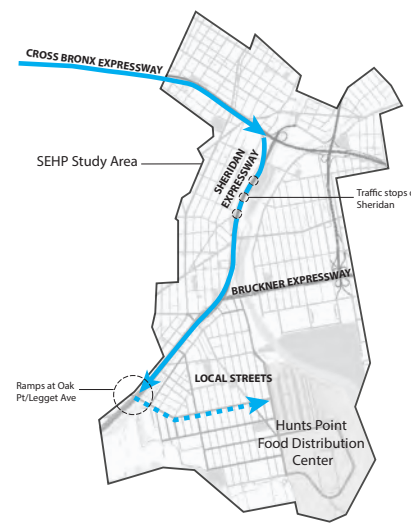 CROSS BRONX EXPRESSWAY
SEHP Study Area
SHERIDAN
EXPRESSWAY
Traffic stops
Sheridan
BRUCKNER EXPRESSWAY
Ramps at Oak
Pt/Legget Ave
LOCAL STREETS
Hunts Point
Food Distribution
Center